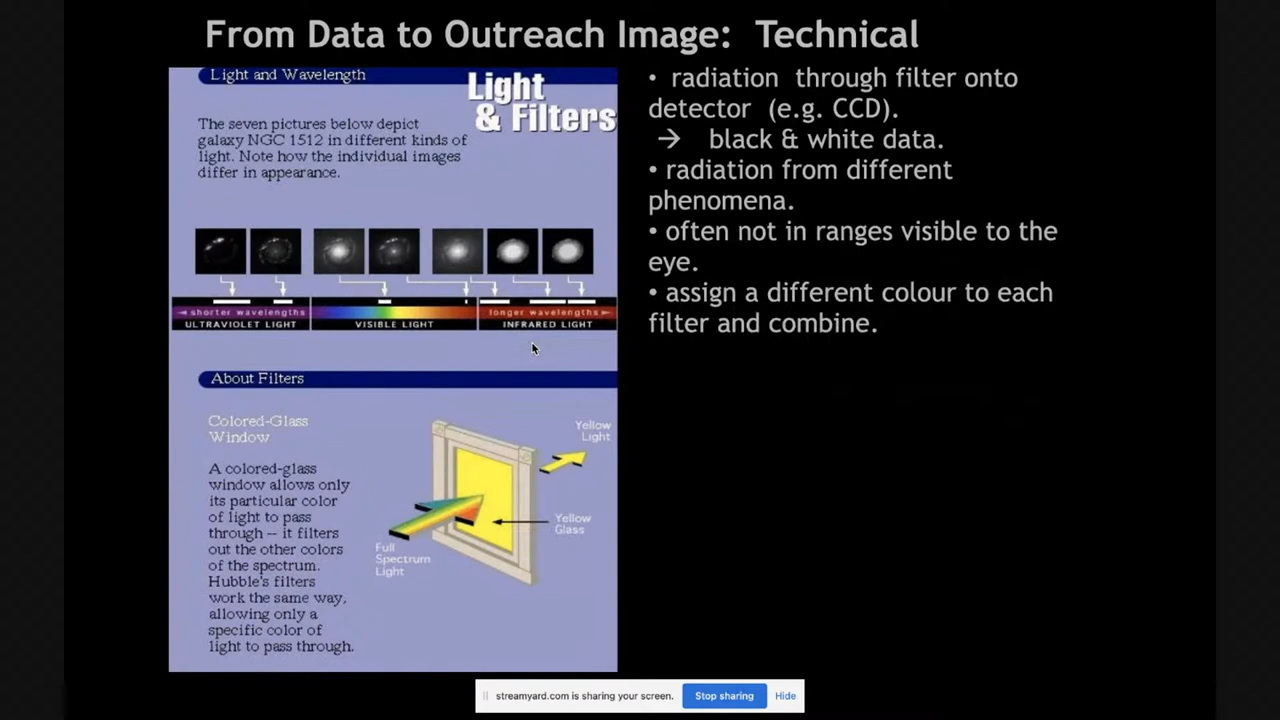 From Data to Outreach Image: Technical
Light and Wavelength
Light
& Filters
The seven pictures below depict
galaxy NGC 1512 in different kinds of
light. Note how the individual images
differ in appearance.
shorter wavelengths
longer wavelengths
ULTRAVIOLET LIGHT
VISIBLE LIGHT
INFRARED LIGHT
About Filters
Colored-Glass
Window
A colored-glass
window allows only
its particular color
of light to pass
through -- it filters
out the other colors
of the spectrum.
Hubble's filters
work the same way,
allowing only a
specific color of
light to pass through.
Yellow
Light
Yellow
Glass
Full
Spectrum
Light
• radiation through filter onto
detector (e.g. CCD).
→ black & white data.
• radiation from different
phenomena.
• often not in ranges visible to the
eye.
• assign a different colour to each
filter and combine.
streamyard.com is sharing your screen.
Stop sharing
Hide